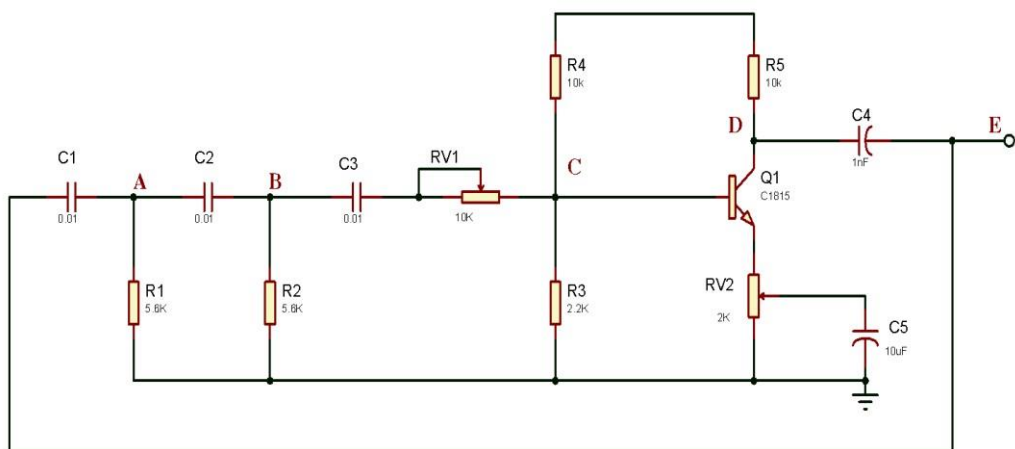 R4
10k
R5
10k
D
C4
1nF
E
C1
0.01
A
C2
0.01
B
C3
0.01
RV1
10K
C
Q1
C1815
R1
5.6K
R2
5.6K
R3
2.2K
RV2
2K
C5
10uF